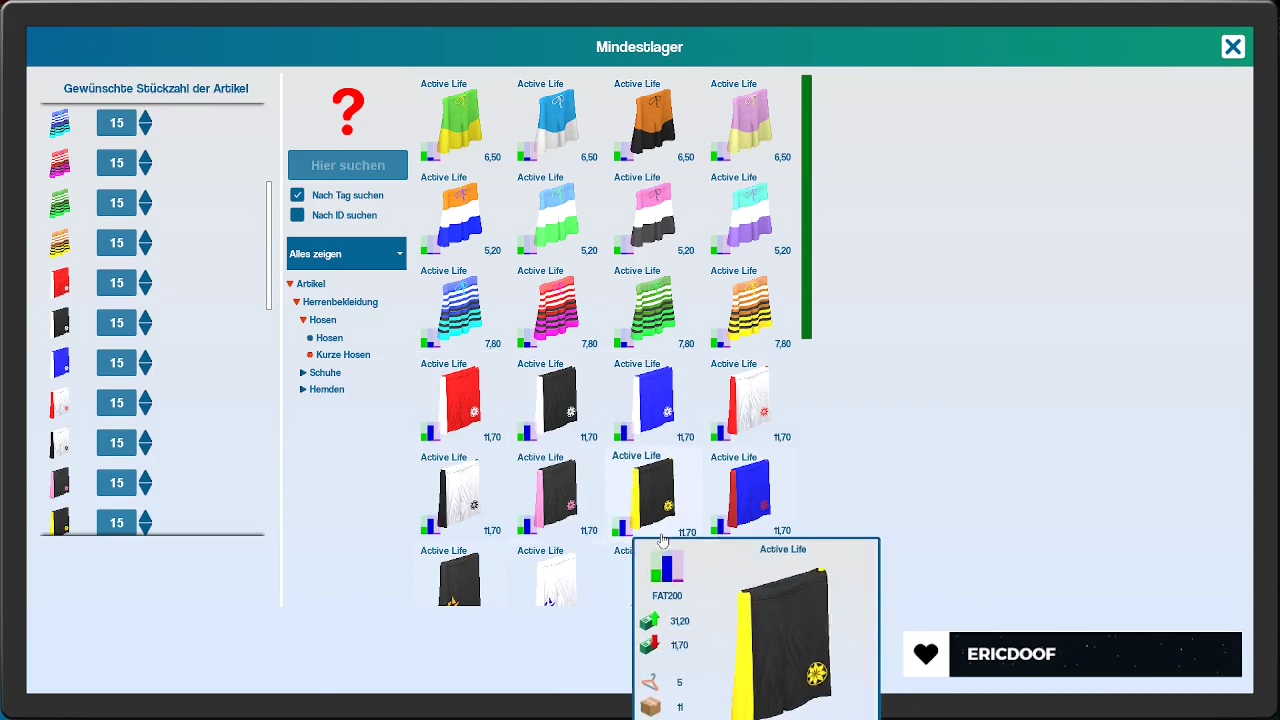 Mindestlager
Gewünschte Stückzahl der Artikel
15
15
15
15
15
15
15
15
15
15
15
?
Hier suchen
Nach Tag suchen
Nach ID suchen
Alles zeigen
Artikel
Herrenbekleidung
Hosen
Hosen
Kurze Hosen
Schuhe
Hemden
Active Life Active Life Active Life Active Life
6,50 6,50 6,50 6,50
Active Life Active Life Active Life Active Life
5,20 5,20 5,20 5,20
Active Life Active Life Active Life Active Life
7,80 7,80 7,80 7,80
Active Life Active Life Active Life Active Life
11,70 11,70 11,70 11,70
Active Life Active Life Active Life Active Life
11,70 11,70 11,70 11,70
Active Life Active Life
Active Life
FAT200
31,20
11,70
5
11
ERICDOOF